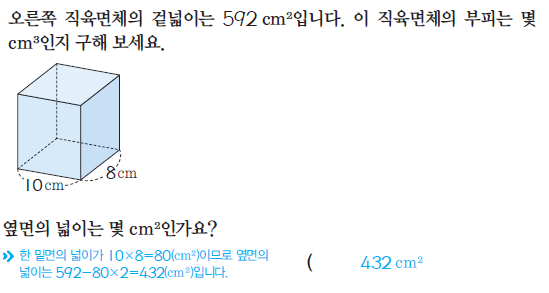 오른쪽 직육면체의 겉넓이는 592 cm²입니다. 이 직육면체의 부피는 몇
cm³인지 구해 보세요.
10cm
8cm
옆면의 넓이는 몇 cm²인가요?
한 밑면의 넓이가 10×8=80(cm²)이므로 옆면의
넓이는 592-80×2=432(cm²)입니다.
( 432 cm²